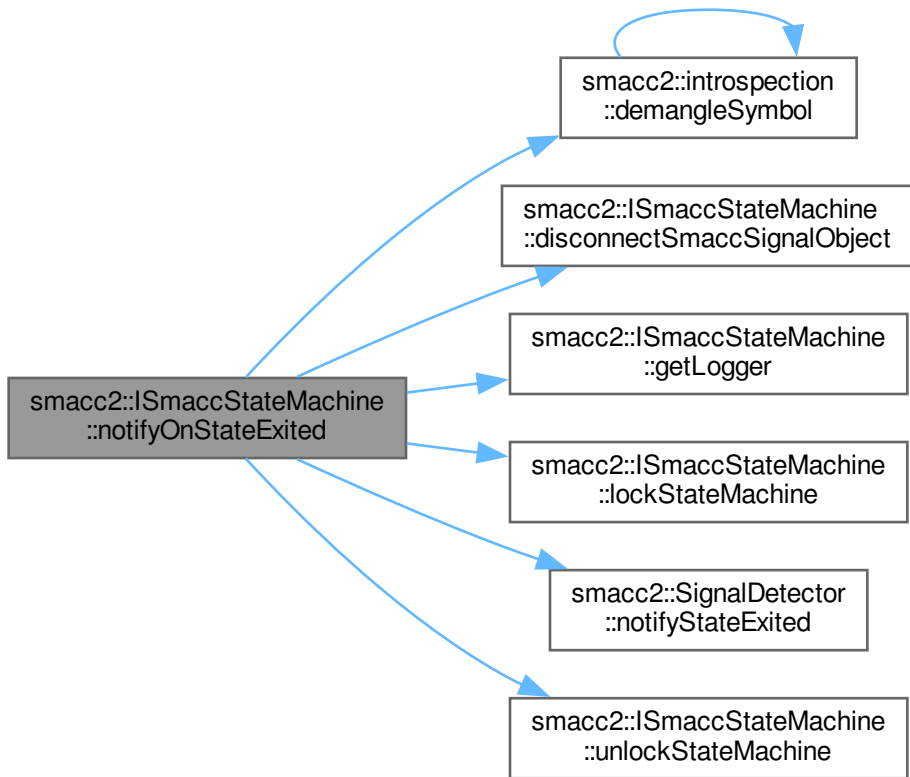 smacc2::introspection
::demangleSymbol
smacc2::ISmaccStateMachine
::disconnectSmaccSignalObject
smacc2::ISmaccStateMachine
::getLogger
smacc2::ISmaccStateMachine
::notifyOnStateExited
smacc2::ISmaccStateMachine
::lockStateMachine
smacc2::SignalDetector
::notifyStateExited
smacc2::ISmaccStateMachine
::unlockStateMachine